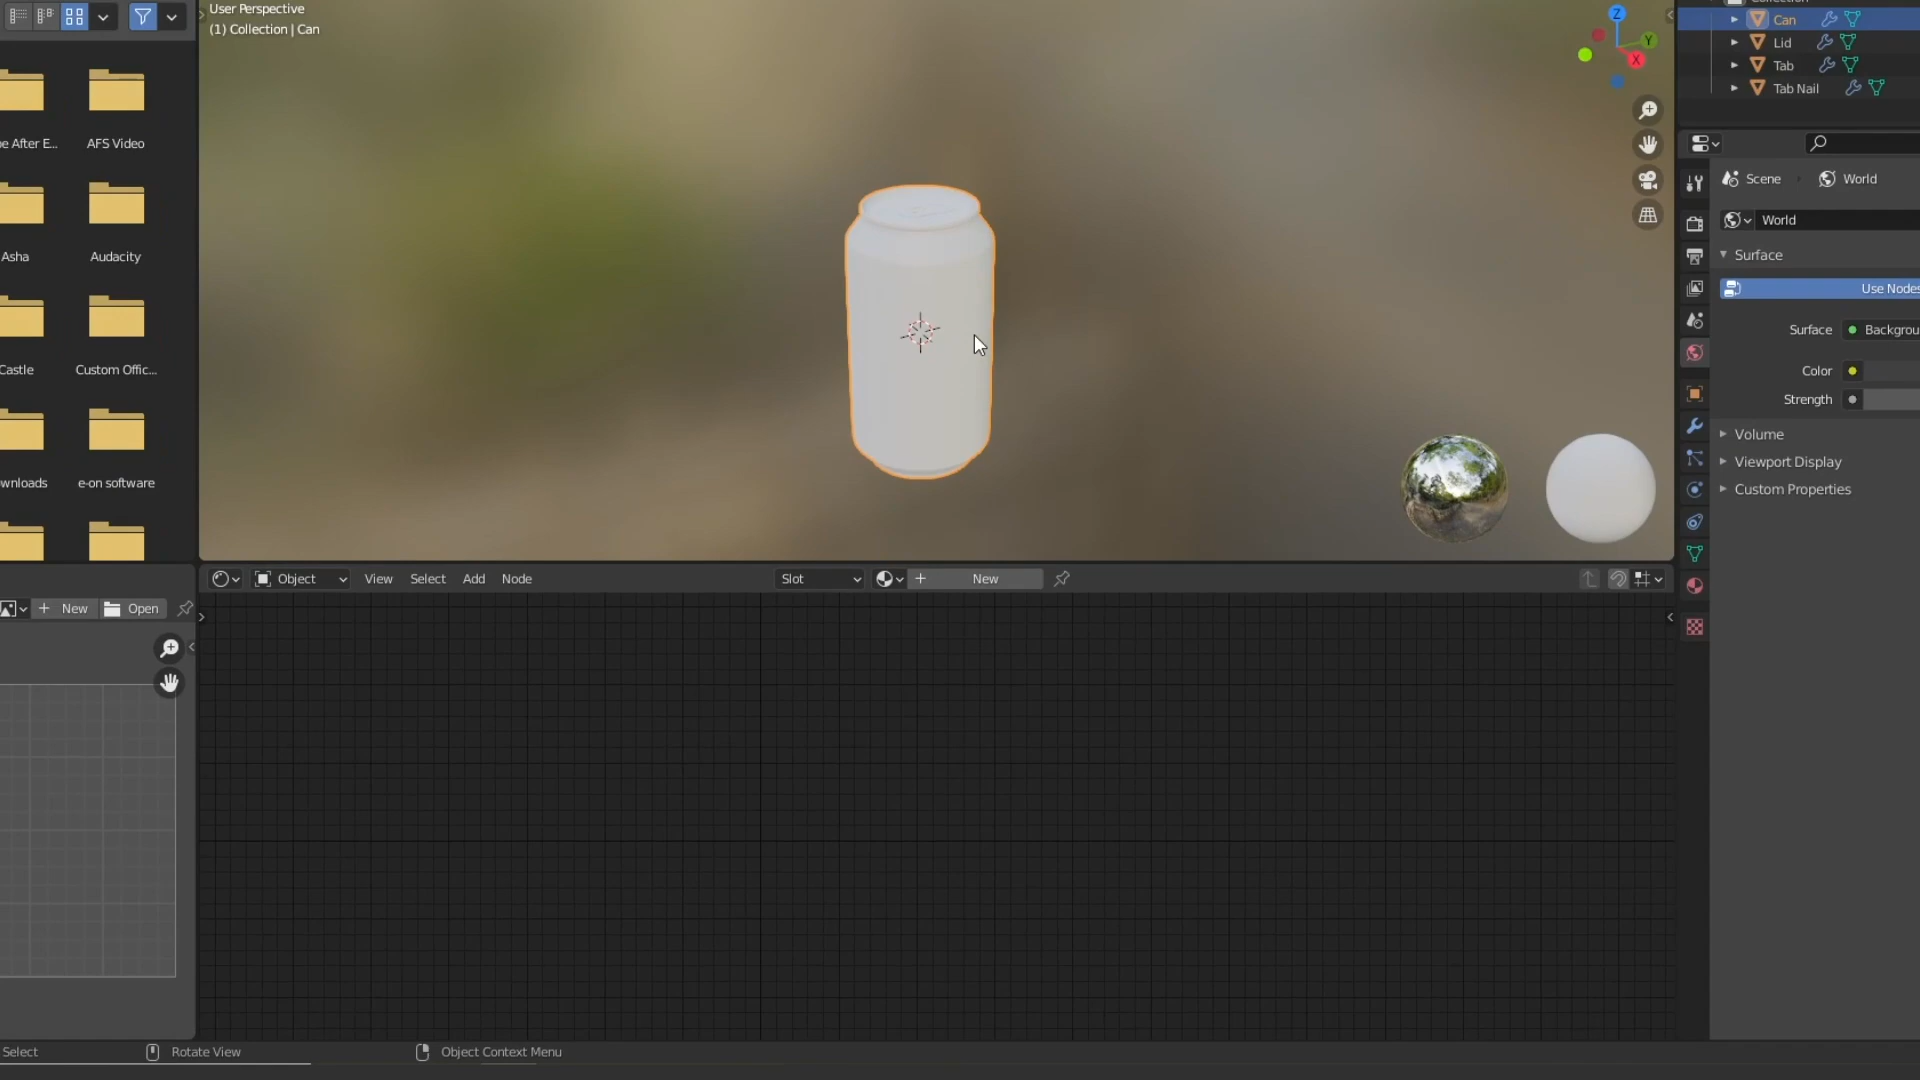 User Perspective
(1) Collection | Can
Z
Y
X
Can
Lid
Tab
Tab Nail
e After E...
AFS Video
Asha
Audacity
Castle
Custom Offic...
wnloads
e-on software
Scene
World
World
Surface
Use Nodes
Surface
Backgrou
Color
Strength
Volume
Viewport Display
Custom Properties
Object
View
Select
Add
Node
Slot
New
New
Open
Select
Rotate View
Object Context Menu